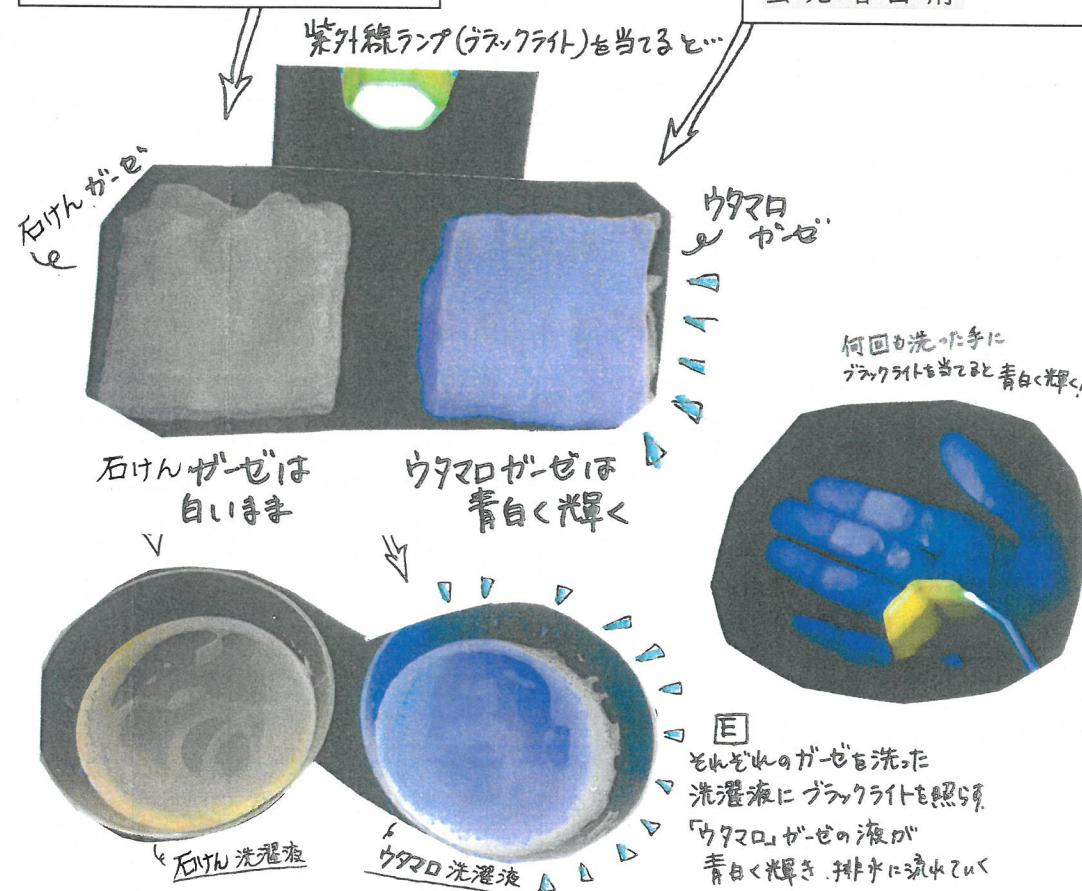 蛍光増白剤
紫外線ランプ(ブラックライト)を当てると…
石けんガーゼ
ウタマロ
ガーゼ
何回も洗った手に
ブラックライトを当てると青白く輝く!
石けんガーゼは
白いまま
ウタマロガーゼは
青白く輝く
E
それぞれのガーゼを洗った
洗濯液にブラックライトを照らす
「ウタマロ」ガーゼの液が
青白く輝き、排水に流れていく
石けん洗濯液
ウタマロ洗濯液